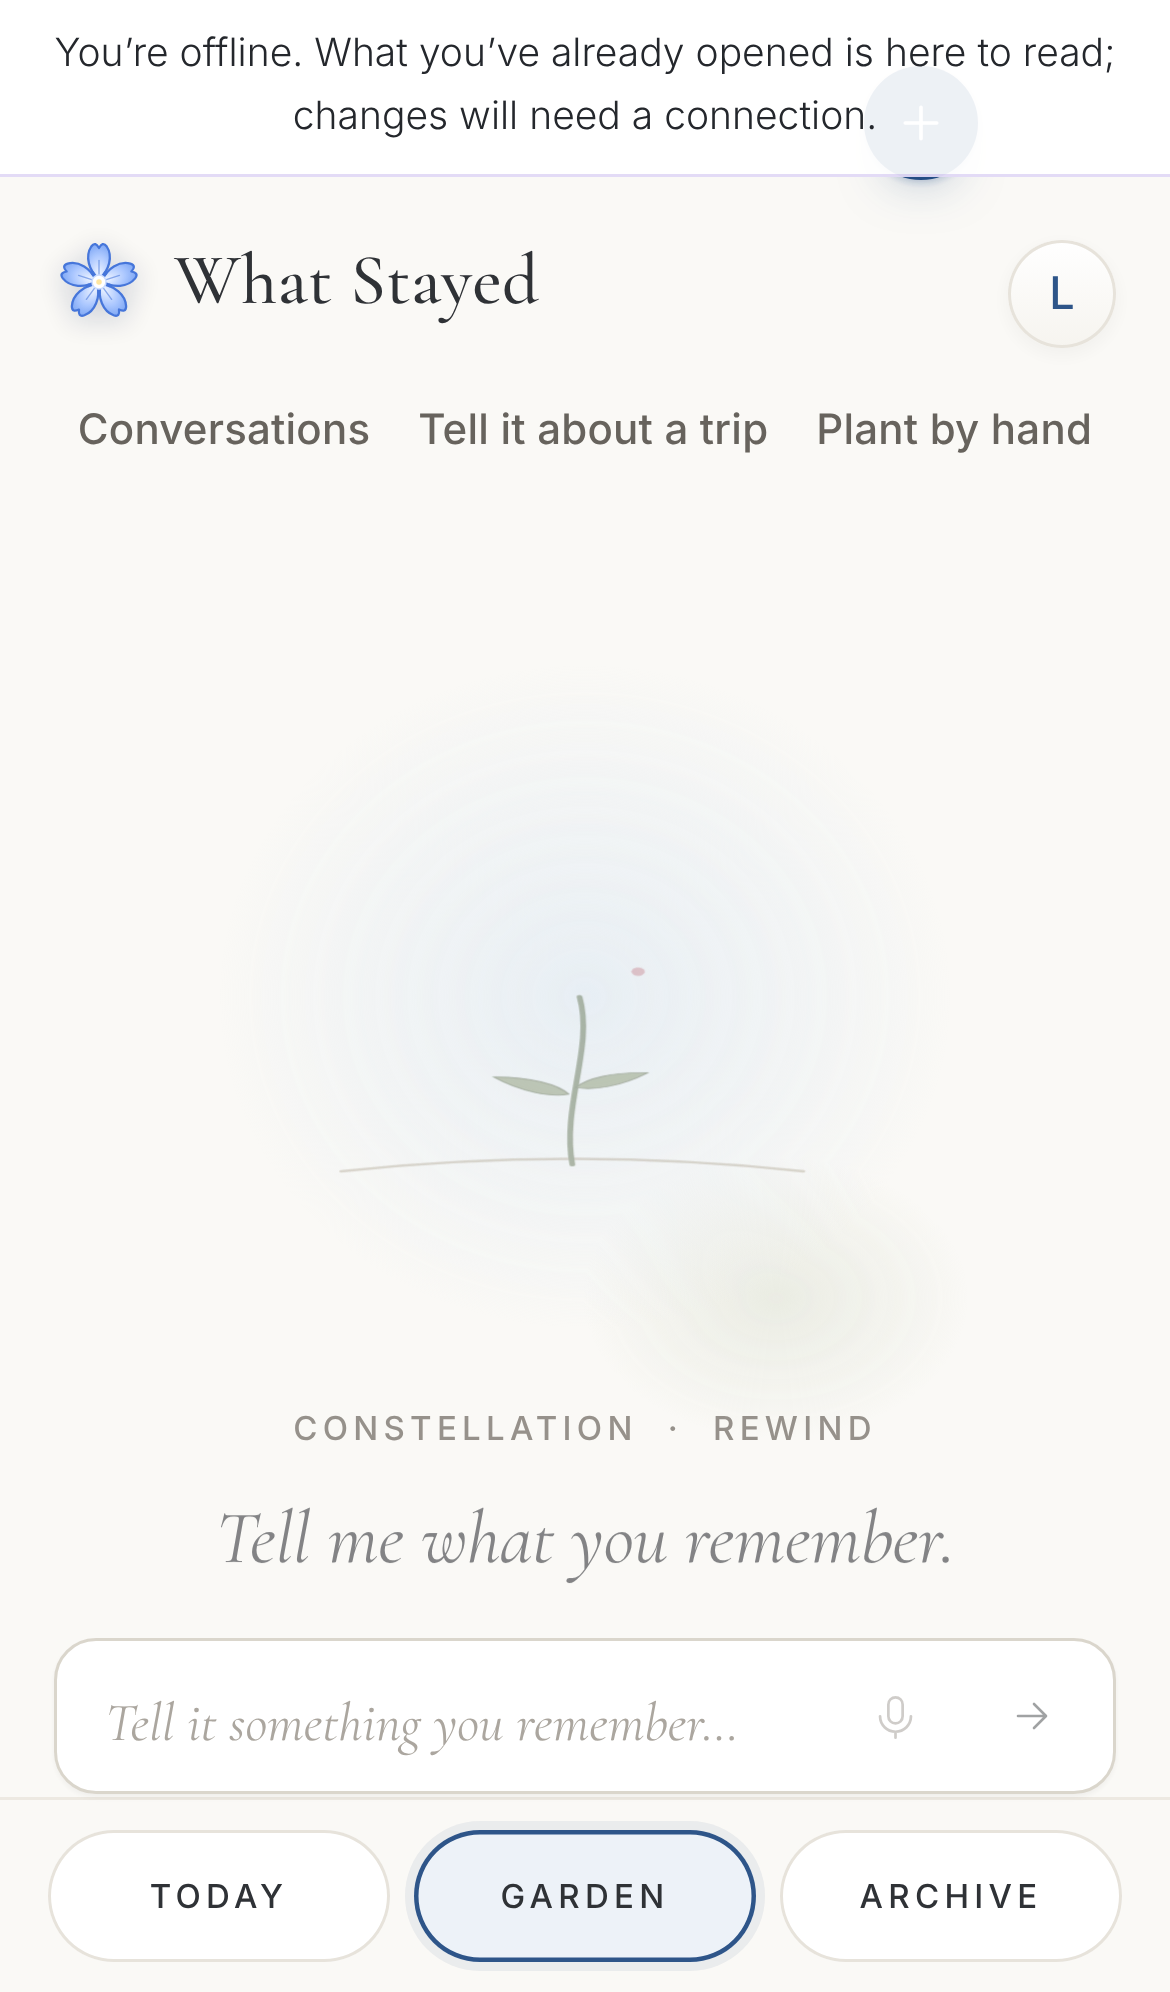 You’re offline. What you’ve already opened is here to read;
changes will need a connection.
What Stayed
L
Conversations Tell it about a trip Plant by hand
CONSTELLATION · REWIND
Tell me what you remember.
Tell it something you remember...
TODAY GARDEN ARCHIVE